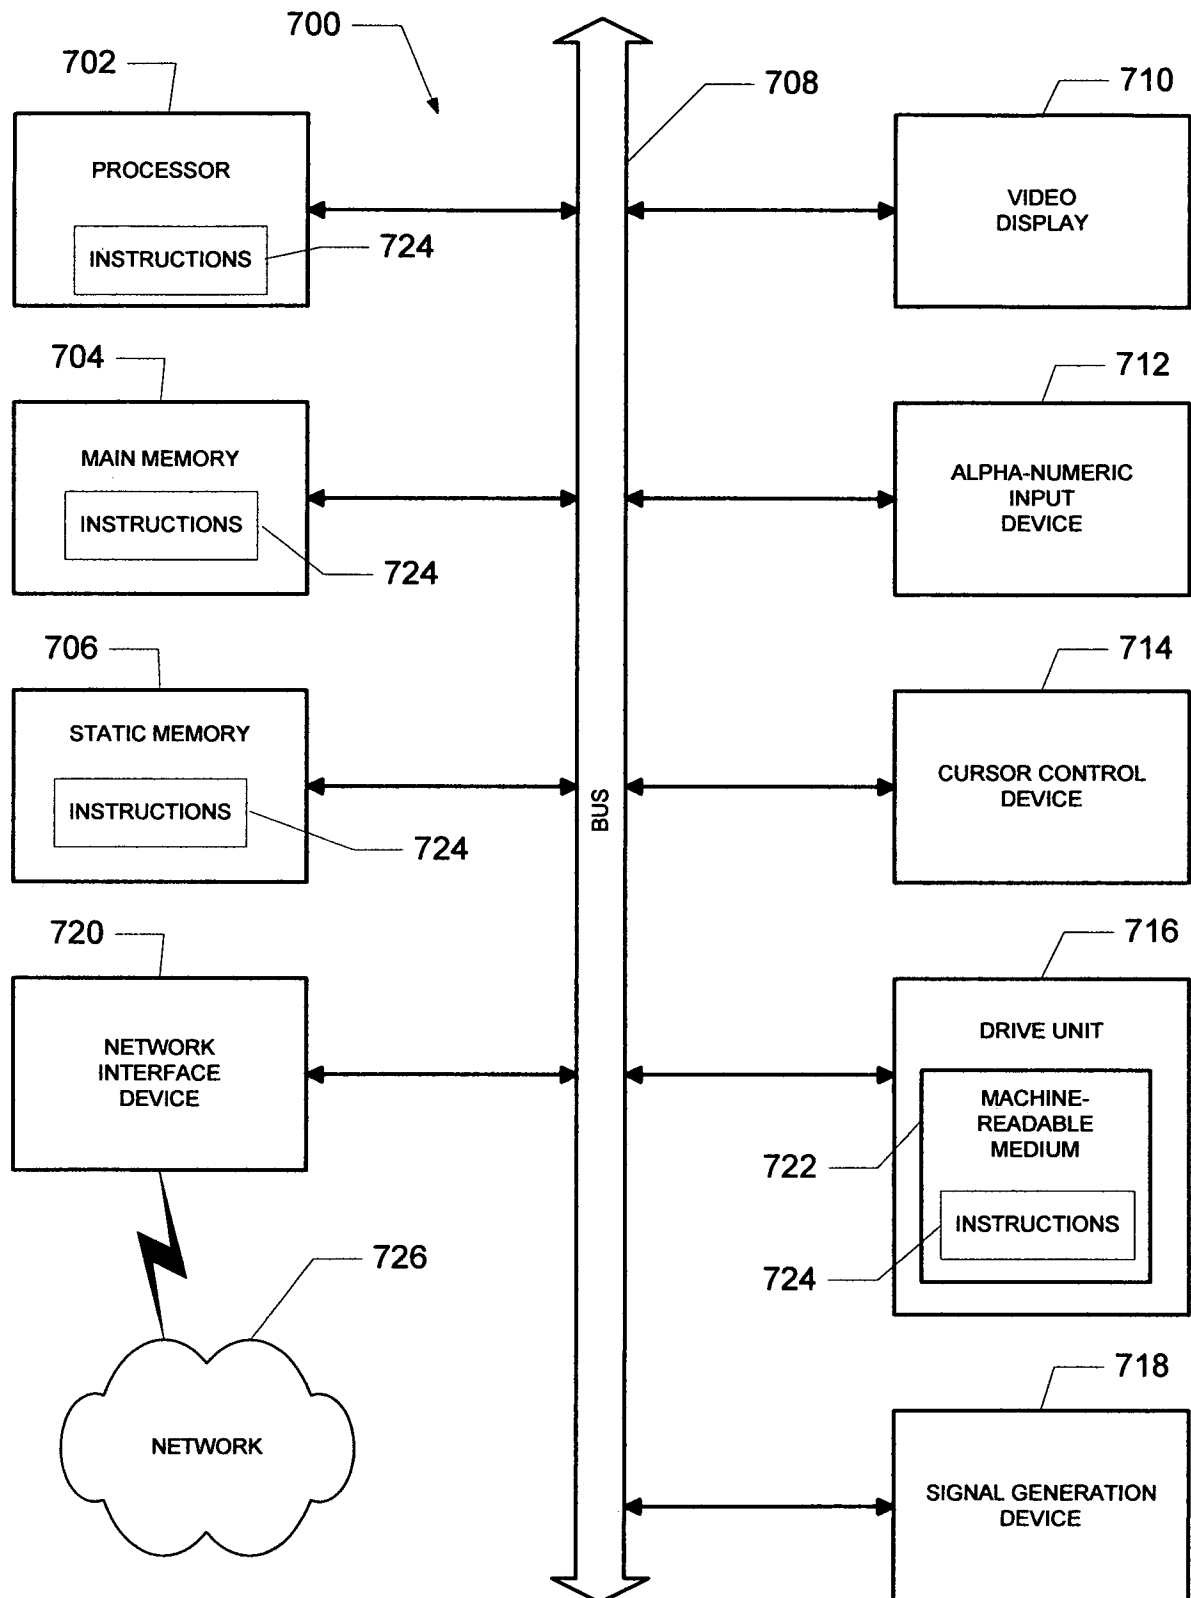 700
702
708
710
PROCESSOR
INSTRUCTIONS
724
VIDEO
DISPLAY
704
712
MAIN MEMORY
INSTRUCTIONS
724
ALPHA-NUMERIC
INPUT
DEVICE
706
714
STATIC MEMORY
INSTRUCTIONS
724
BUS
CURSOR CONTROL
DEVICE
720
716
NETWORK
INTERFACE
DEVICE
DRIVE UNIT
MACHINE-
READABLE
MEDIUM
722
INSTRUCTIONS
724
726
NETWORK
718
SIGNAL GENERATION
DEVICE